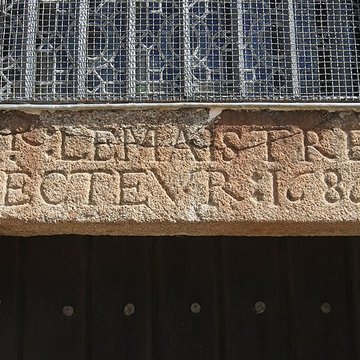 T : LEMAISTRE
ECTEVR : 168